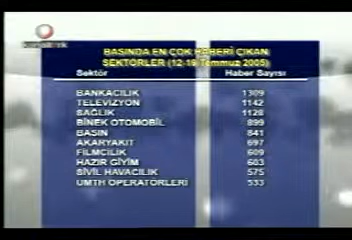 BASINDA EN ÇOK HABERİ ÇIKAN
SEKTÖRLER (12-18 Temmuz 2005)
Sektör Haber Sayısı
BANKACILIK 1309
TELEVİZYON 1142
SAĞLIK 1128
BİNEK OTOMOBİL 899
BASIN 841
AKARYAKIT 697
FİLMCİLİK 609
HAZIR GİYİM 603
SİVİL HAVACILIK 575
UMTH OPERATÖRLERİ 533